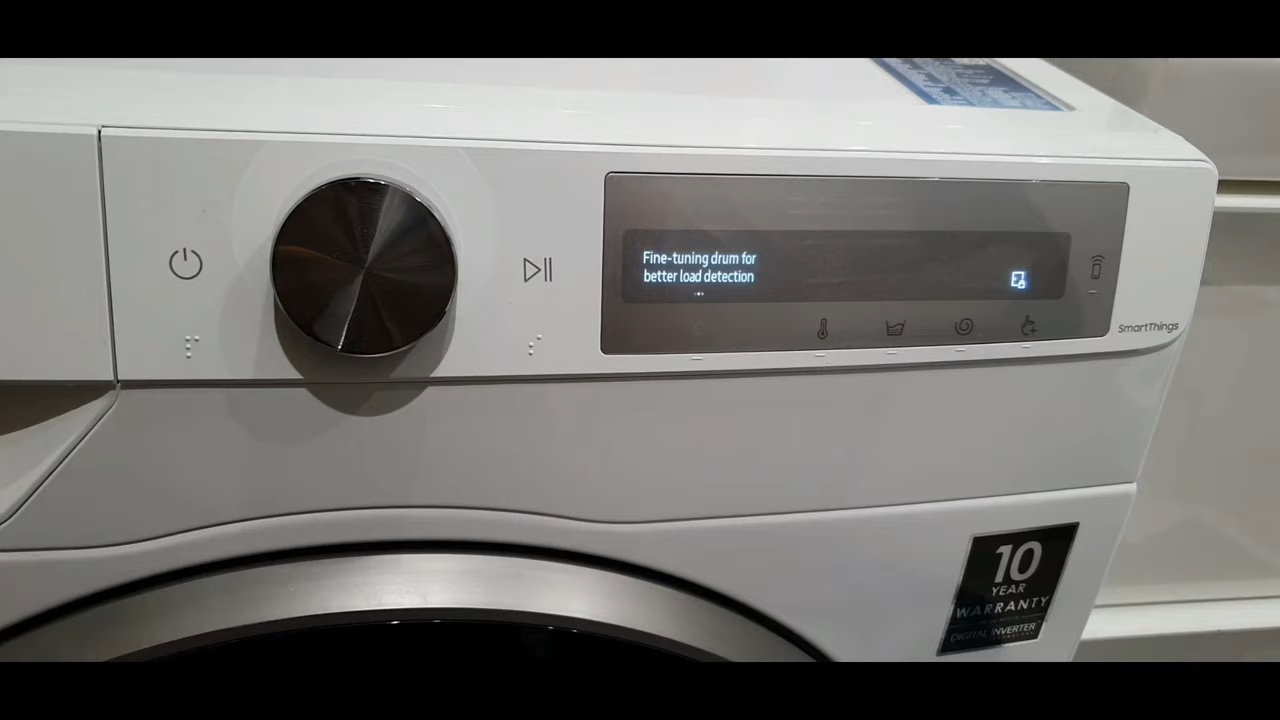 Fine-tuning drum for
better load detection
SmartThings
10
YEAR
WARRANTY
DIGITAL INVERTER